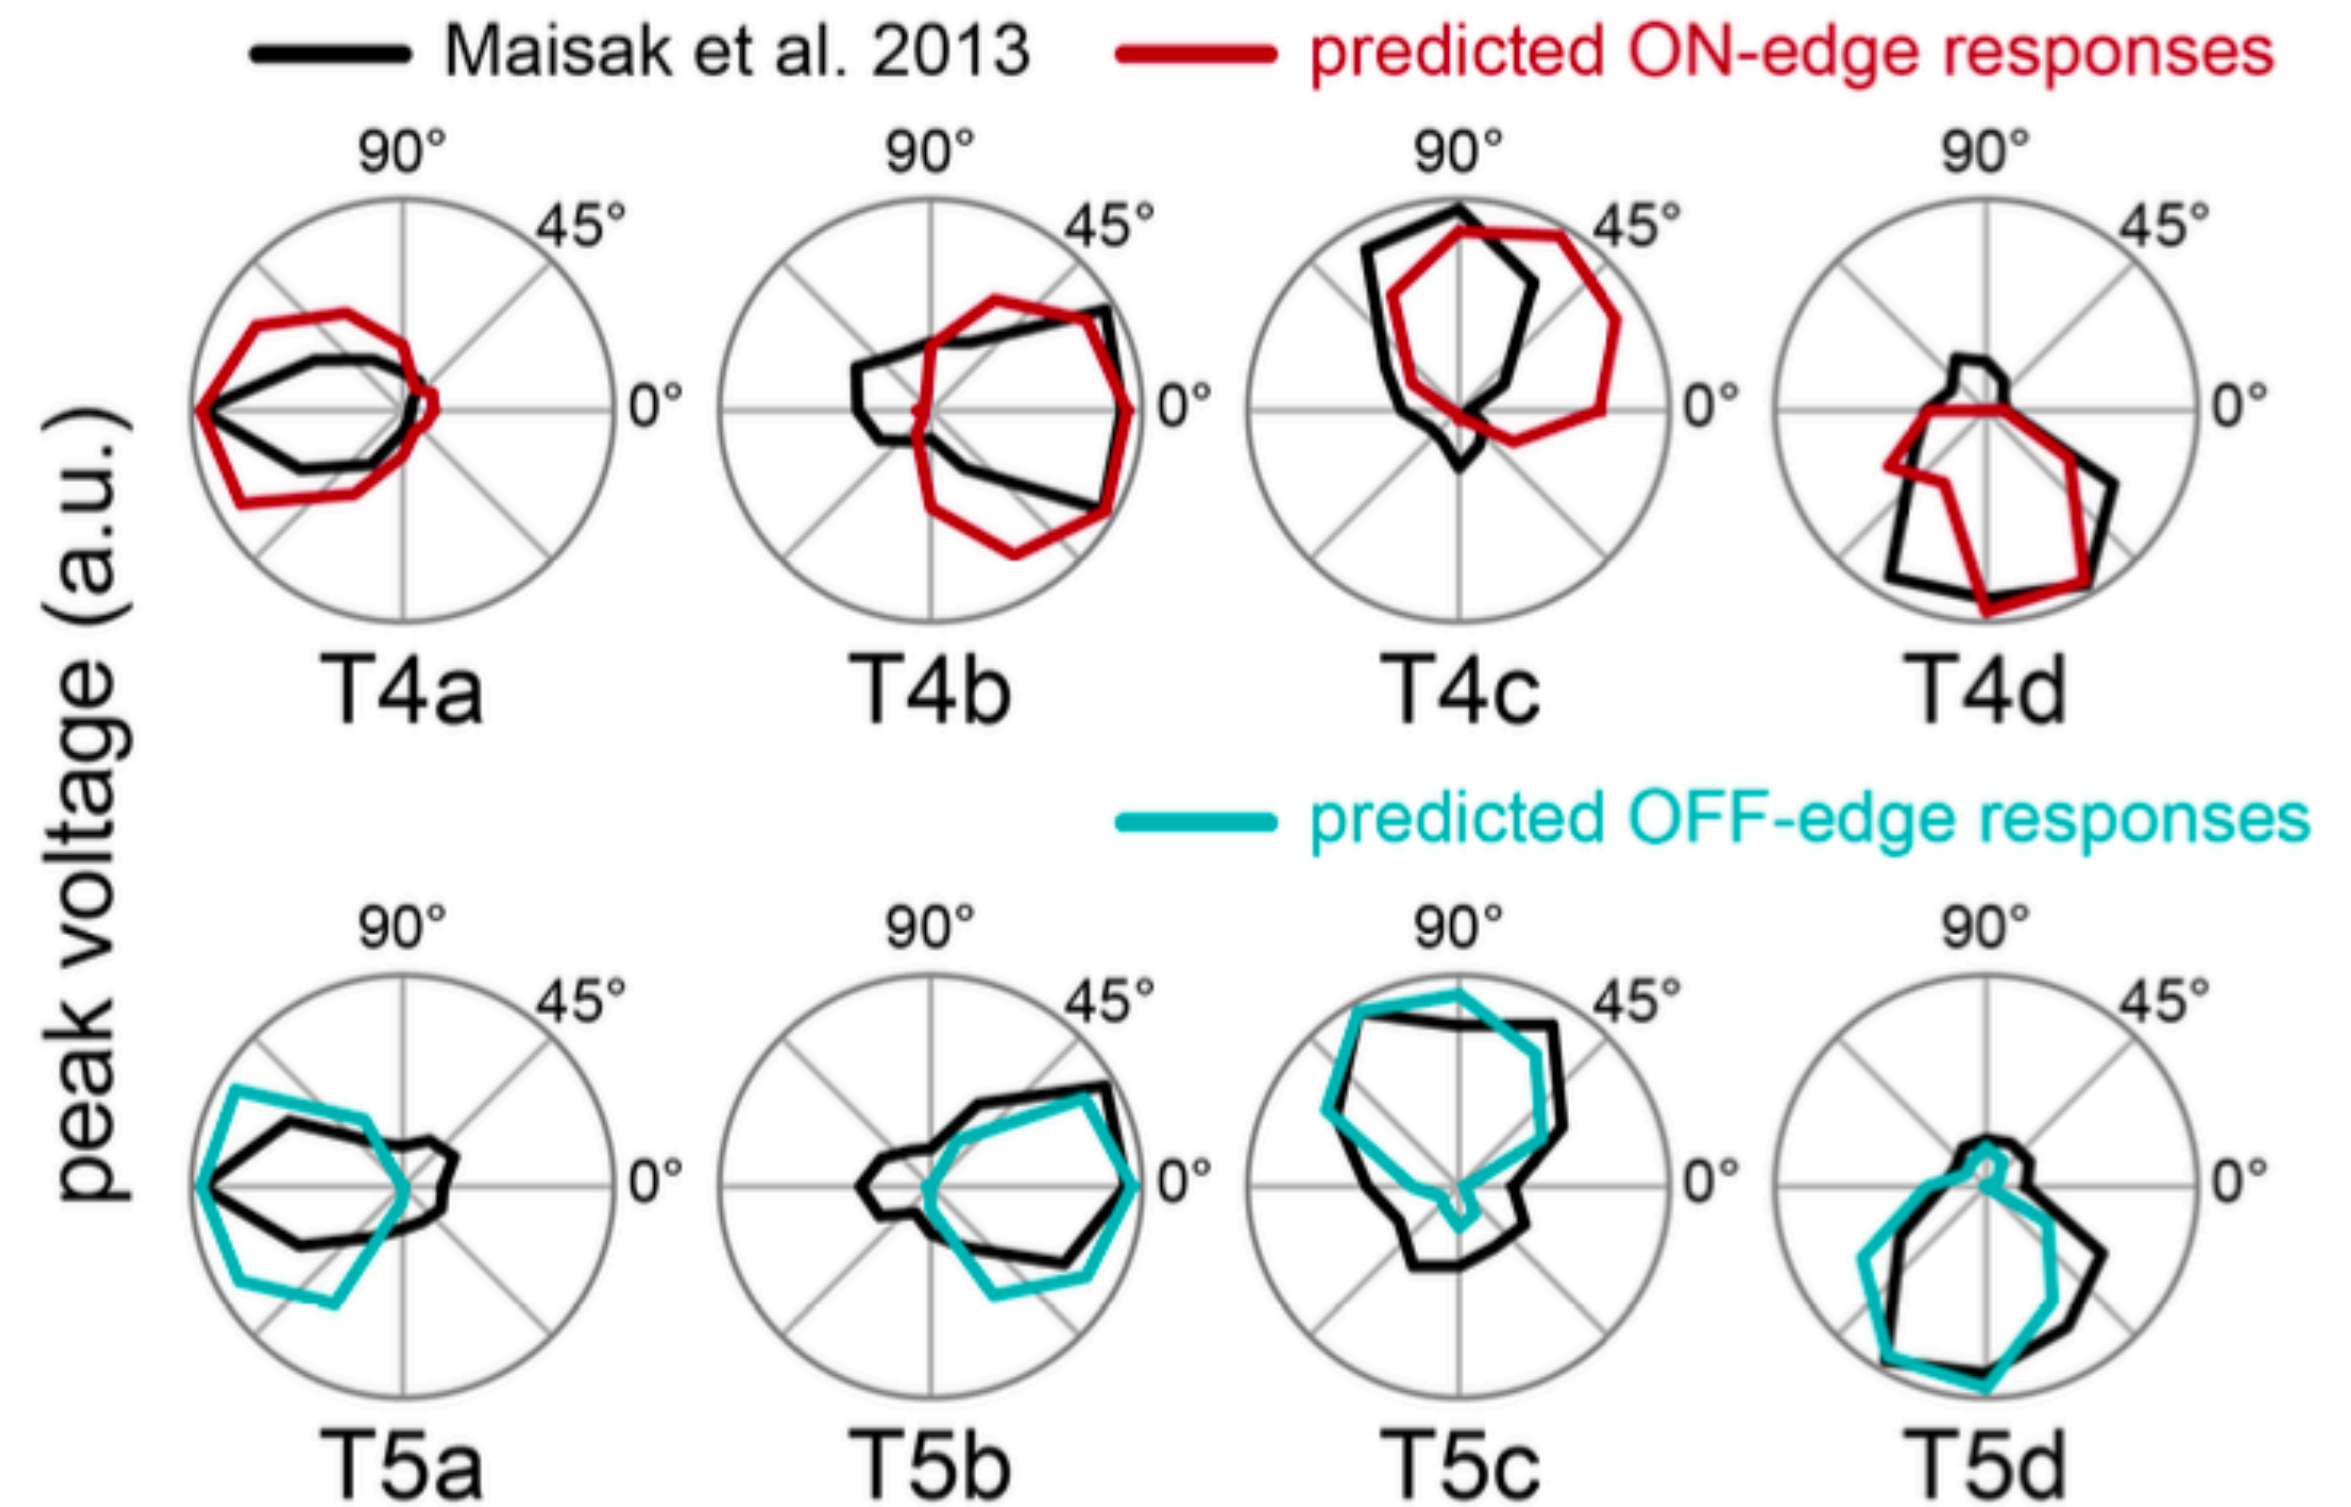 Maisak et al. 2013 predicted ON-edge responses
90° 90° 90° 90°
45° 45° 45° 45°
0° 0° 0° 0°
T4a T4b T4c T4d
peak voltage (a.u.)
predicted OFF-edge responses
90° 90° 90° 90°
45° 45° 45° 45°
0° 0° 0° 0°
T5a T5b T5c T5d